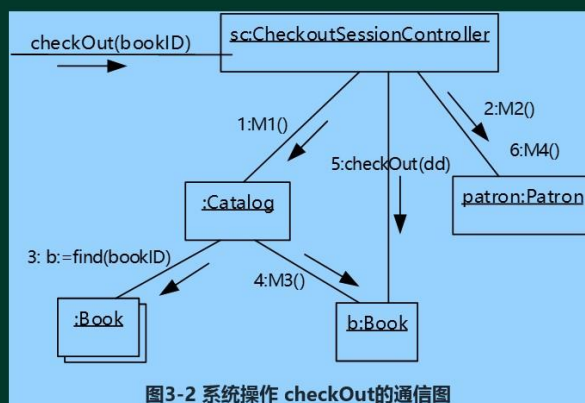 sc:CheckoutSessionController
checkOut(bookID)
1:M1()
2:M2()
5:checkOut(dd)
6:M4()
:Catalog
patron:Patron
3: b:=find(bookID)
4:M3()
:Book
b:Book
图3-2 系统操作 checkOut的通信图